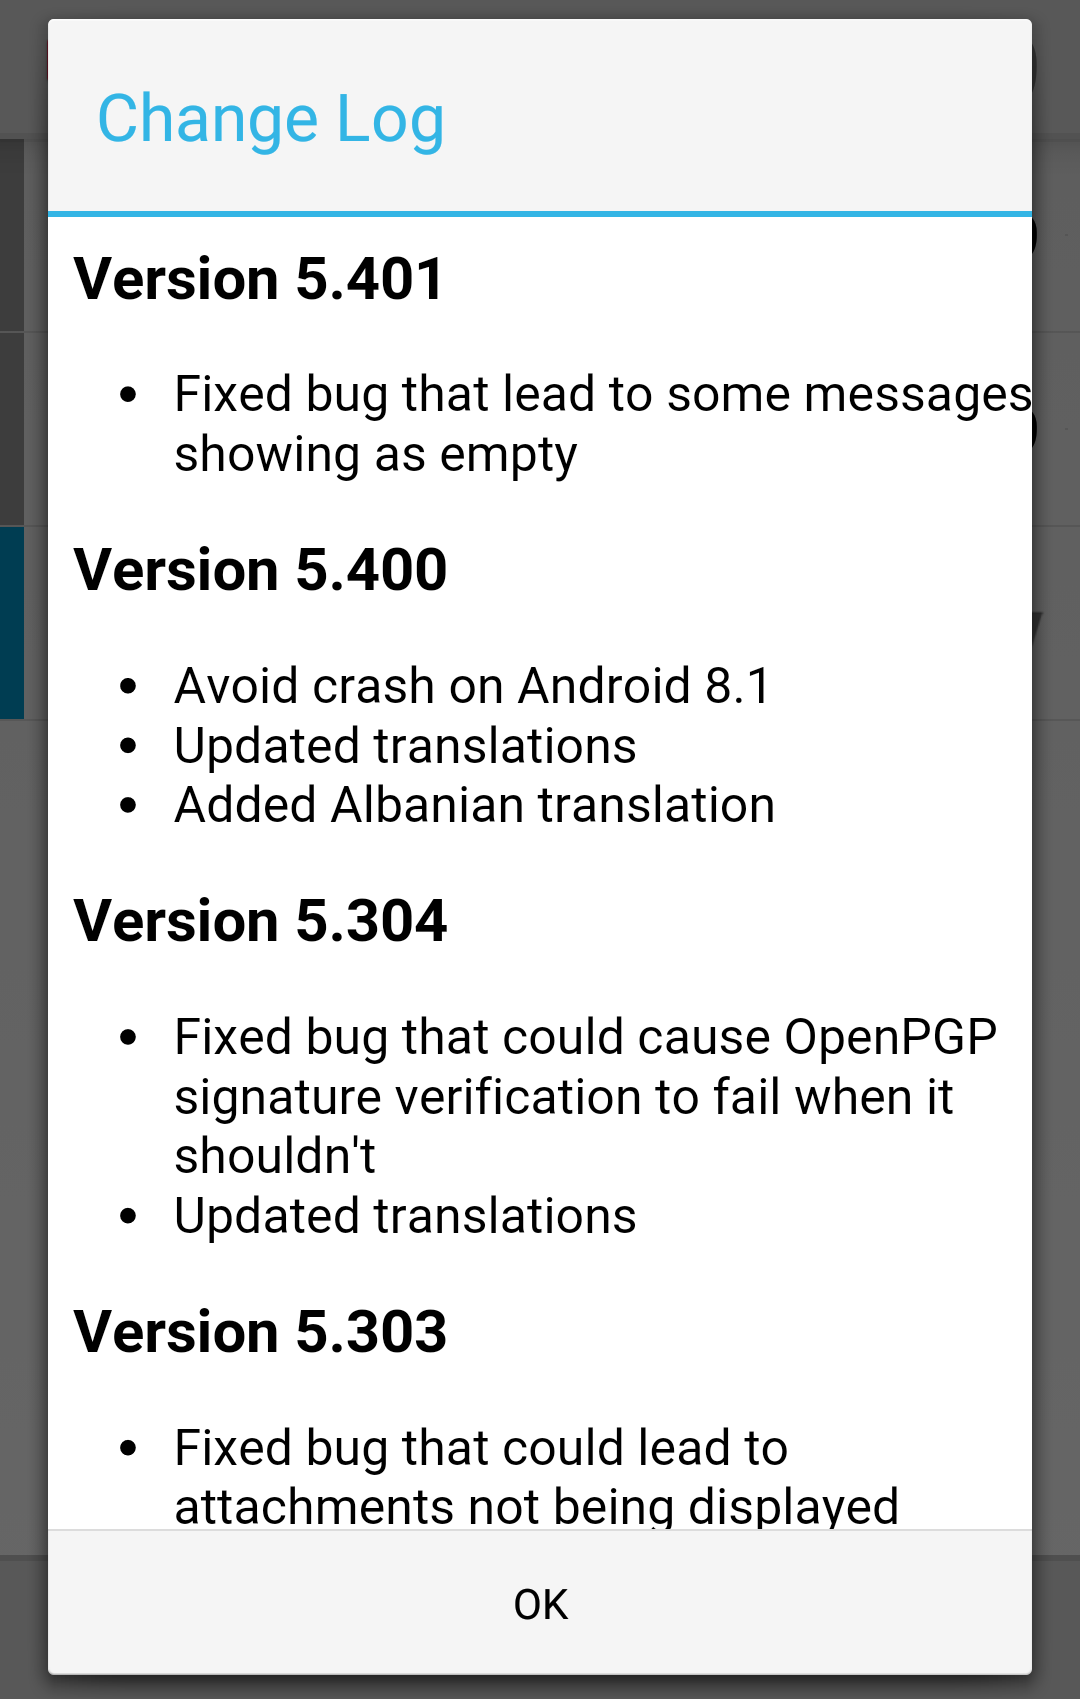 Change Log
Version 5.401
• Fixed bug that lead to some messages
showing as empty
Version 5.400
• Avoid crash on Android 8.1
• Updated translations
• Added Albanian translation
Version 5.304
• Fixed bug that could cause OpenPGP
signature verification to fail when it
shouldn't
• Updated translations
Version 5.303
• Fixed bug that could lead to
attachments not being displayed
OK